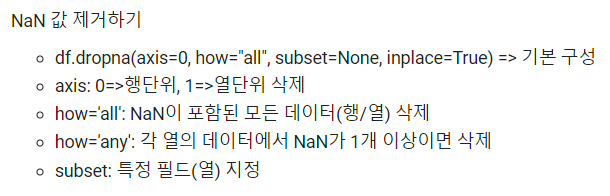 NaN 값 제거하기
df.dropna(axis=0, how="all", subset=None, inplace=True) => 기본 구성
axis: 0=>행단위, 1=>열단위 삭제
how='all': NaN이 포함된 모든 데이터(행/열) 삭제
how='any': 각 열의 데이터에서 NaN가 1개 이상이면 삭제
subset: 특정 필드(열) 지정